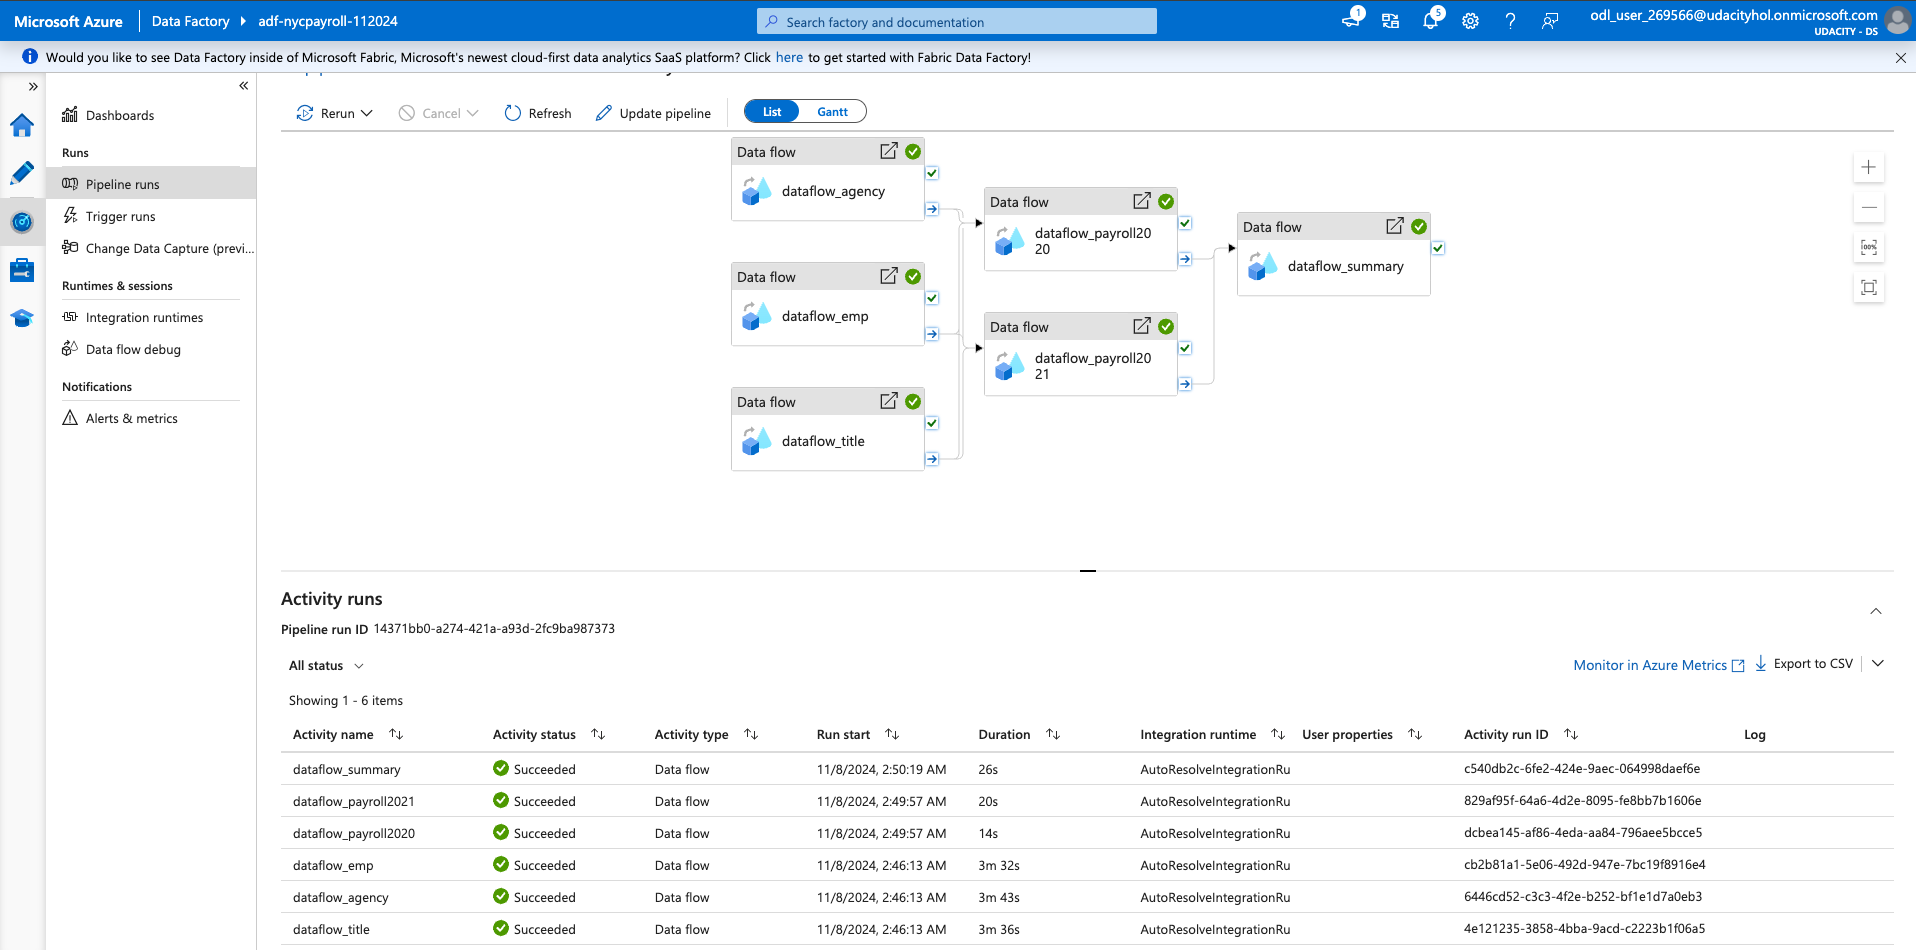 Microsoft Azure
Data Factory
adf-nycpayroll-112024
Search factory and documentation
1
5
odl_user_269566@udacityhol.onmicrosoft.com
UDACITY - DS
Would you like to see Data Factory inside of Microsoft Fabric, Microsoft's newest cloud-first data analytics SaaS platform? Click here to get started with Fabric Data Factory!
Dashboards
Runs
Pipeline runs
Trigger runs
Change Data Capture (previ...
Runtimes & sessions
Integration runtimes
Data flow debug
Notifications
Alerts & metrics
Rerun
Cancel
Refresh
Update pipeline
List
Gantt
Data flow
dataflow_agency
Data flow
dataflow_emp
Data flow
dataflow_title
Data flow
dataflow_payroll20
20
Data flow
dataflow_payroll20
21
Data flow
dataflow_summary
100%
Activity runs
Pipeline run ID 14371bb0-a274-421a-a93d-2fc9ba987373
All status
Monitor in Azure Metrics
Export to CSV
Showing 1 - 6 items
Activity name Activity status Activity type Run start Duration Integration runtime User properties Activity run ID Log
dataflow_summary Succeeded Data flow 11/8/2024, 2:50:19 AM 26s AutoResolveIntegrationRu c540db2c-6fe2-424e-9aec-064998daef6e
dataflow_payroll2021 Succeeded Data flow 11/8/2024, 2:49:57 AM 20s AutoResolveIntegrationRu 829af95f-64a6-4d2e-8095-fe8bb7b1606e
dataflow_payroll2020 Succeeded Data flow 11/8/2024, 2:49:57 AM 14s AutoResolveIntegrationRu dcbea145-af86-4eda-aa84-796aee5bcce5
dataflow_emp Succeeded Data flow 11/8/2024, 2:46:13 AM 3m 32s AutoResolveIntegrationRu cb2b81a1-5e06-492d-947e-7bc19f8916e4
dataflow_agency Succeeded Data flow 11/8/2024, 2:46:13 AM 3m 43s AutoResolveIntegrationRu 6446cd52-c3c3-4f2e-b252-bf1e1d7a0eb3
dataflow_title Succeeded Data flow 11/8/2024, 2:46:13 AM 3m 36s AutoResolveIntegrationRu 4e121235-3858-4bba-9acd-c2223b1f06a5